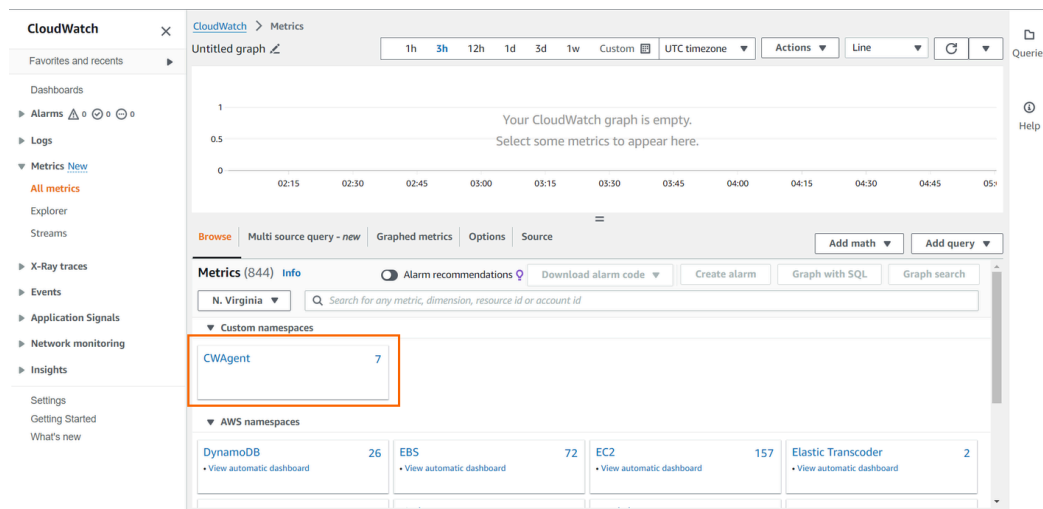 CloudWatch
Favorites and recents
Dashboards
Alarms 0 0 0
Logs
Metrics New
All metrics
Explorer
Streams
X-Ray traces
Events
Application Signals
Network monitoring
Insights
Settings
Getting Started
What's new
CloudWatch > Metrics
Untitled graph
1h 3h 12h 1d 3d 1w Custom UTC timezone
Actions
Line
1
0.5
0
Your CloudWatch graph is empty.
Select some metrics to appear here.
02:15 02:30 02:45 03:00 03:15 03:30 03:45 04:00 04:15 04:30 04:45
Browse Multi source query - new Graphed metrics Options Source
Add math Add query
Metrics (844) Info
Alarm recommendations Download alarm code Create alarm Graph with SQL Graph search
N. Virginia
Search for any metric, dimension, resource id or account id
Custom namespaces
CWAgent 7
AWS namespaces
DynamoDB 26
• View automatic dashboard
EBS 72
• View automatic dashboard
EC2 157
• View automatic dashboard
Elastic Transcoder 2
• View automatic dashboard
Querie
Help